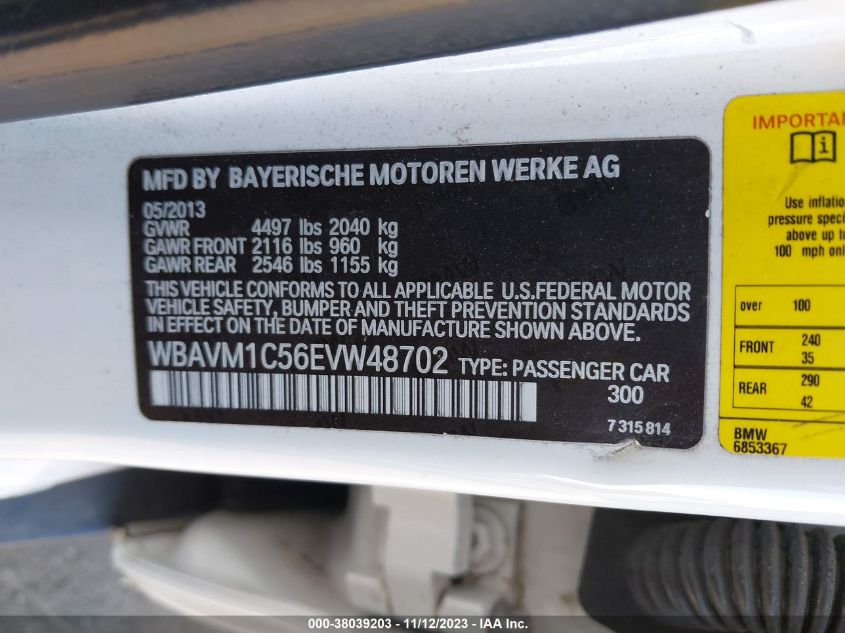 MFD BY BAYERISCHE MOTOREN WERKE AG
05/2013
GVWR 4497 lbs 2040 kg
GAWR FRONT 2116 lbs 960 kg
GAWR REAR 2546 lbs 1155 kg
THIS VEHICLE CONFORMS TO ALL APPLICABLE U.S.FEDERAL MOTOR
VEHICLE SAFETY, BUMPER AND THEFT PREVENTION STANDARDS
IN EFFECT ON THE DATE OF MANUFACTURE SHOWN ABOVE.
WBAVM1C56EVW48702 TYPE: PASSENGER CAR
300
7 315 814
IMPORTAN
Use inflation
pressure speci
above up to
100 mph only
over 100
FRONT 240
35
REAR 290
42
BMW
6853367
000-38039203 - 11/12/2023 - © IAA Inc.